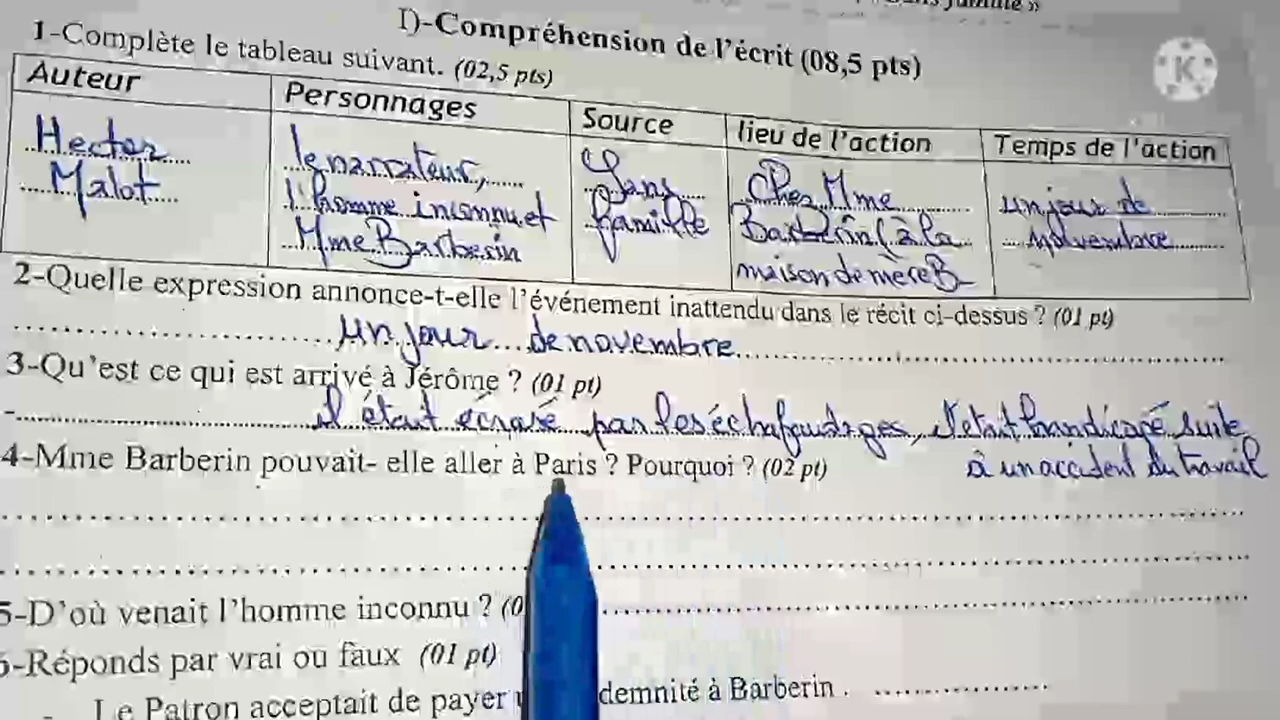 Sans famille »
I)-Compréhension de l'écrit (08,5 pts)
K
1-Complète le tableau suivant. (02,5 pts)
Auteur Personnages Source lieu de l'action Temps de l'action
Hector Malot
le narrateur, l'homme inconnu et Mme Barberin
Sans famille
Chez Mme Barberin (à la maison de mère B
un jour de novembre
2-Quelle expression annonce-t-elle l'événement inattendu dans le récit ci-dessus ? (01 pt)
un jour de novembre
3-Qu'est ce qui est arrivé à Jérôme ? (01 pt)
- il était écrasé par les échafaudages, il était handicapé suite
à un accident du travail
4-Mme Barberin pouvait- elle aller à Paris ? Pourquoi ? (02 pt)
5-D'où venait l'homme inconnu ? (0
6-Réponds par vrai ou faux (01 pt)
- Le Patron acceptait de payer demnité à Barberin .